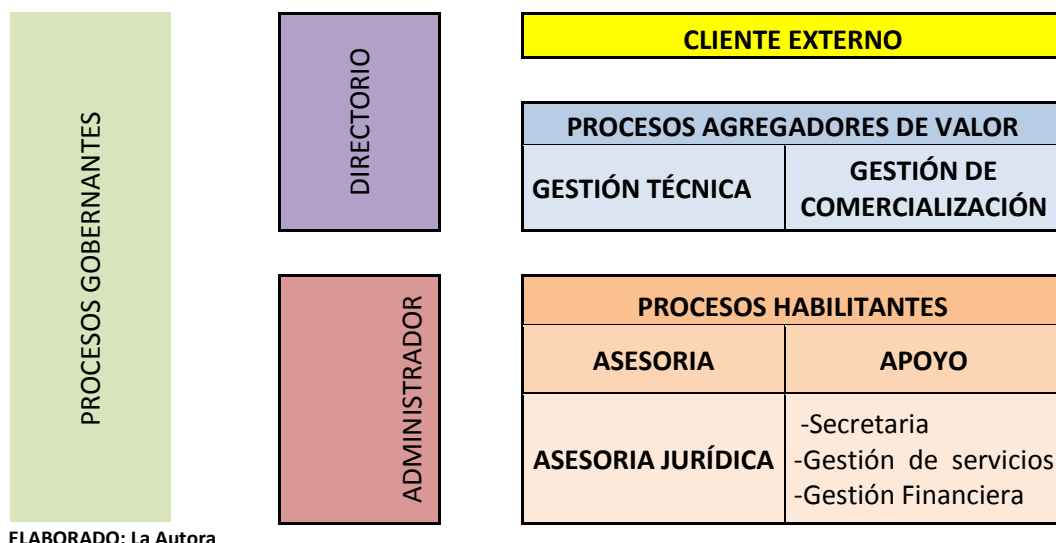 PROCESOS GOBERNANTES
DIRECTORIO
ADMINISTRADOR
CLIENTE EXTERNO
PROCESOS AGREGADORES DE VALOR
GESTIÓN TÉCNICA
GESTIÓN DE
COMERCIALIZACIÓN
PROCESOS HABILITANTES
ASESORIA
APOYO
ASESORIA JURÍDICA
-Secretaria
-Gestión de servicios
-Gestión Financiera
ELABORADO: La Autora